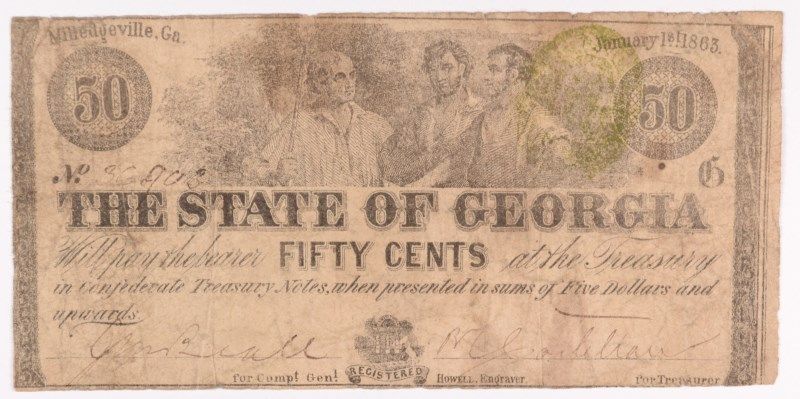 Milledgeville, Ga. January 1st 1863.
50 50
No 36903 G
THE STATE OF GEORGIA
Will pay the bearer FIFTY CENTS at the Treasury
in Confederate Treasury Notes, when presented in sums of Five Dollars and
upwards.
for Compt. Genl. REGISTERED HOWELL, Engraver. for Treasurer